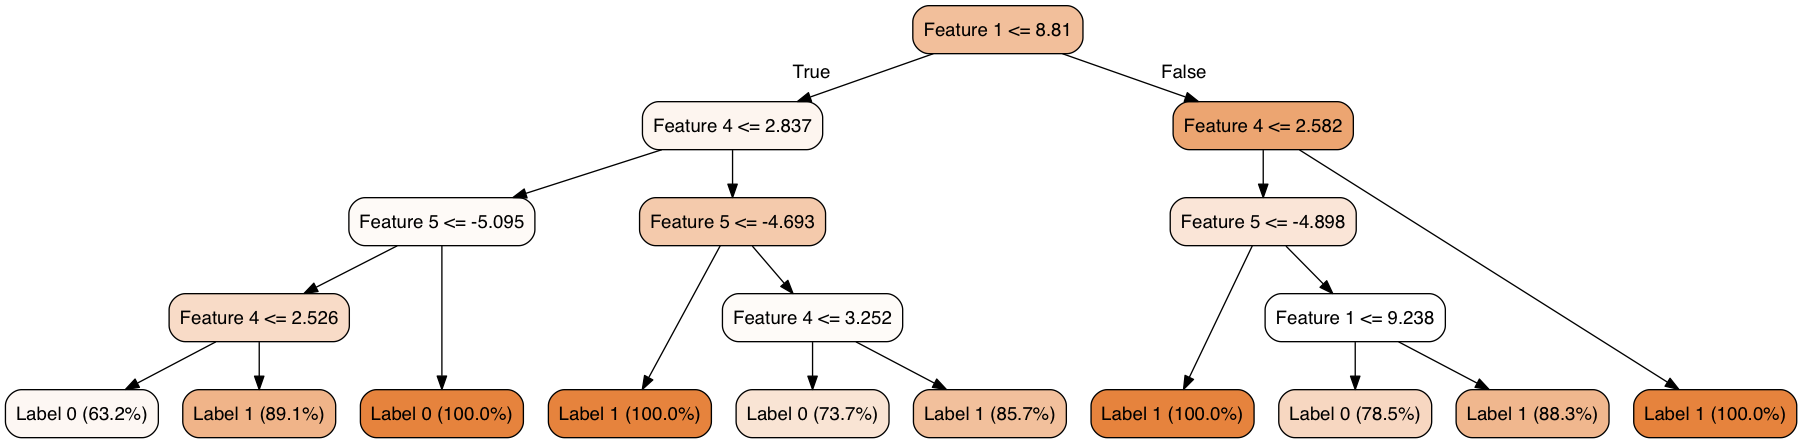 Feature 1 <= 8.81
True
False
Feature 4 <= 2.837
Feature 4 <= 2.582
Feature 5 <= -5.095
Feature 5 <= -4.693
Feature 5 <= -4.898
Feature 4 <= 2.526
Feature 4 <= 3.252
Feature 1 <= 9.238
Label 0 (63.2%)
Label 1 (89.1%)
Label 0 (100.0%)
Label 1 (100.0%)
Label 0 (73.7%)
Label 1 (85.7%)
Label 1 (100.0%)
Label 0 (78.5%)
Label 1 (88.3%)
Label 1 (100.0%)